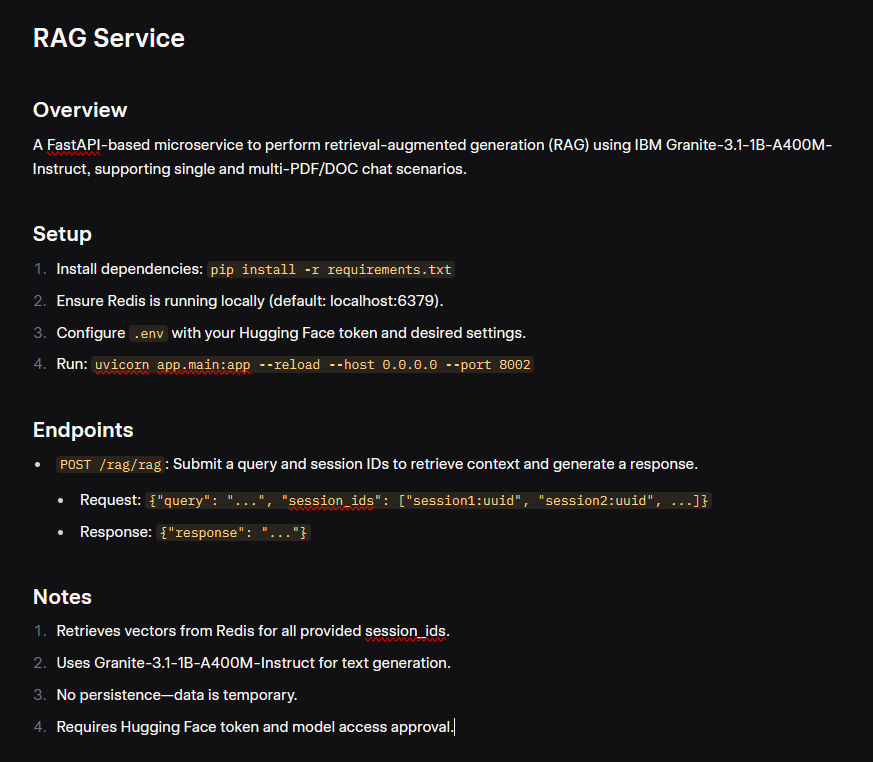 RAG Service
Overview
A FastAPI-based microservice to perform retrieval-augmented generation (RAG) using IBM Granite-3.1-1B-A400M-
Instruct, supporting single and multi-PDF/DOC chat scenarios.
Setup
1. Install dependencies: pip install -r requirements.txt
2. Ensure Redis is running locally (default: localhost:6379).
3. Configure .env with your Hugging Face token and desired settings.
4. Run: uvicorn app.main:app --reload --host 0.0.0.0 --port 8002
Endpoints
• POST /rag/rag: Submit a query and session IDs to retrieve context and generate a response.
• Request: {"query": "...", "session_ids": ["session1:uuid", "session2:uuid", ...]}
• Response: {"response": "..."}
Notes
1. Retrieves vectors from Redis for all provided session_ids.
2. Uses Granite-3.1-1B-A400M-Instruct for text generation.
3. No persistence—data is temporary.
4. Requires Hugging Face token and model access approval.